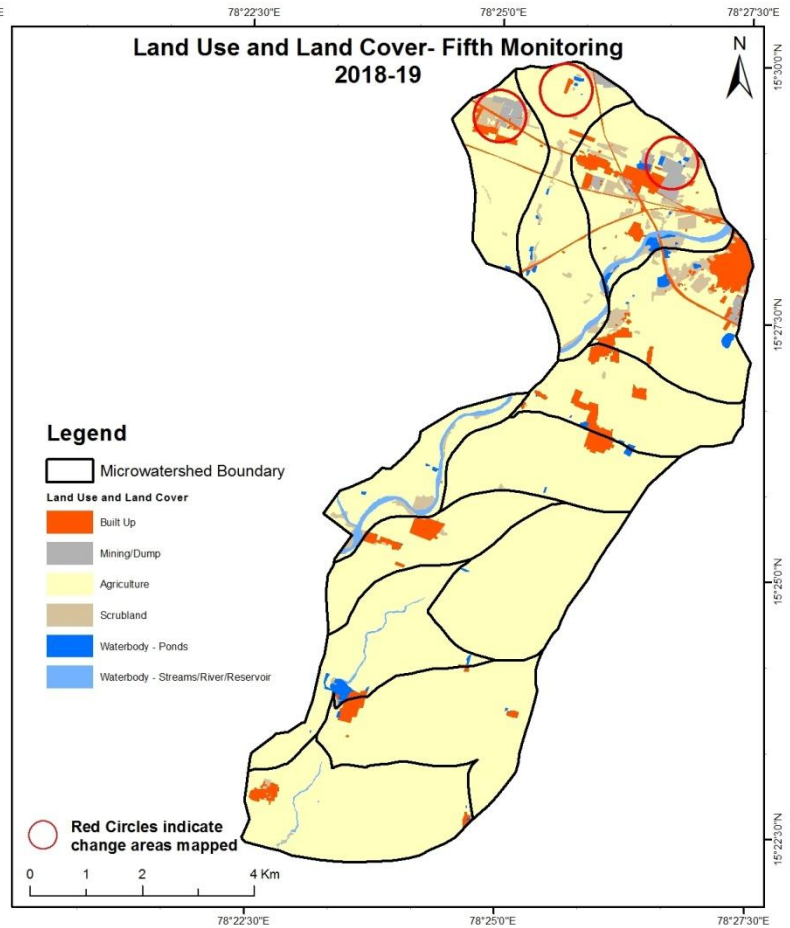 E
78°22'30"E
78°25'0"E
78°27'30"E
Land Use and Land Cover- Fifth Monitoring
2018-19
N
15°30'0"N
15°27'30"N
Legend
Microwatershed Boundary
Land Use and Land Cover
Built Up
Mining/Dump
Agriculture
Scrubland
Waterbody - Ponds
Waterbody - Streams/River/Reservoir
15°25'0"N
Red Circles indicate
change areas mapped
15°22'30"N
0 1 2 4 Km
78°22'30"E
78°25'0"E
78°27'30"E